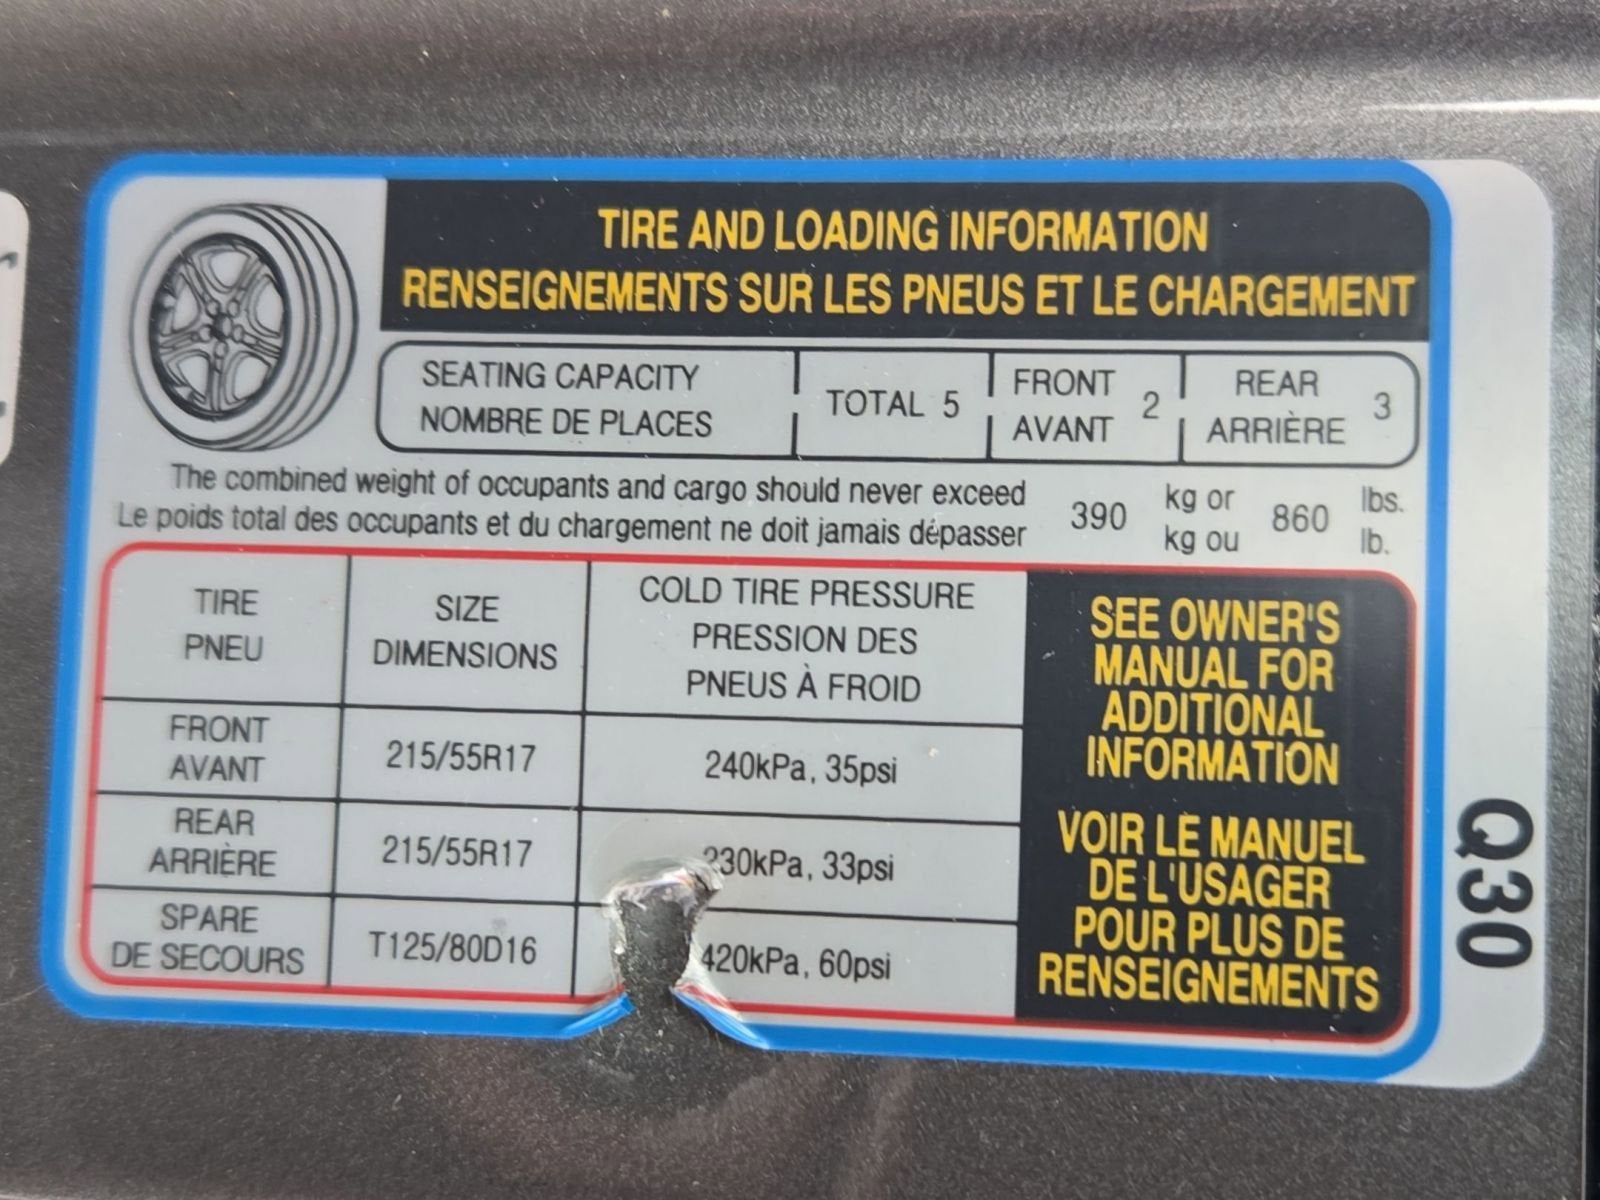 TIRE AND LOADING INFORMATION
RENSEIGNEMENTS SUR LES PNEUS ET LE CHARGEMENT
SEATING CAPACITY
NOMBRE DE PLACES
TOTAL 5
FRONT
AVANT
2
REAR
ARRIÈRE
3
The combined weight of occupants and cargo should never exceed
Le poids total des occupants et du chargement ne doit jamais dépasser
390
kg or
kg ou
860
lbs.
lb.
TIRE
PNEU
SIZE
DIMENSIONS
COLD TIRE PRESSURE
PRESSION DES
PNEUS À FROID
FRONT
AVANT
215/55R17
240kPa, 35psi
REAR
ARRIÈRE
215/55R17
230kPa, 33psi
SPARE
DE SECOURS
T125/80D16
420kPa, 60psi
SEE OWNER'S
MANUAL FOR
ADDITIONAL
INFORMATION
VOIR LE MANUEL
DE L'USAGER
POUR PLUS DE
RENSEIGNEMENTS
Q30